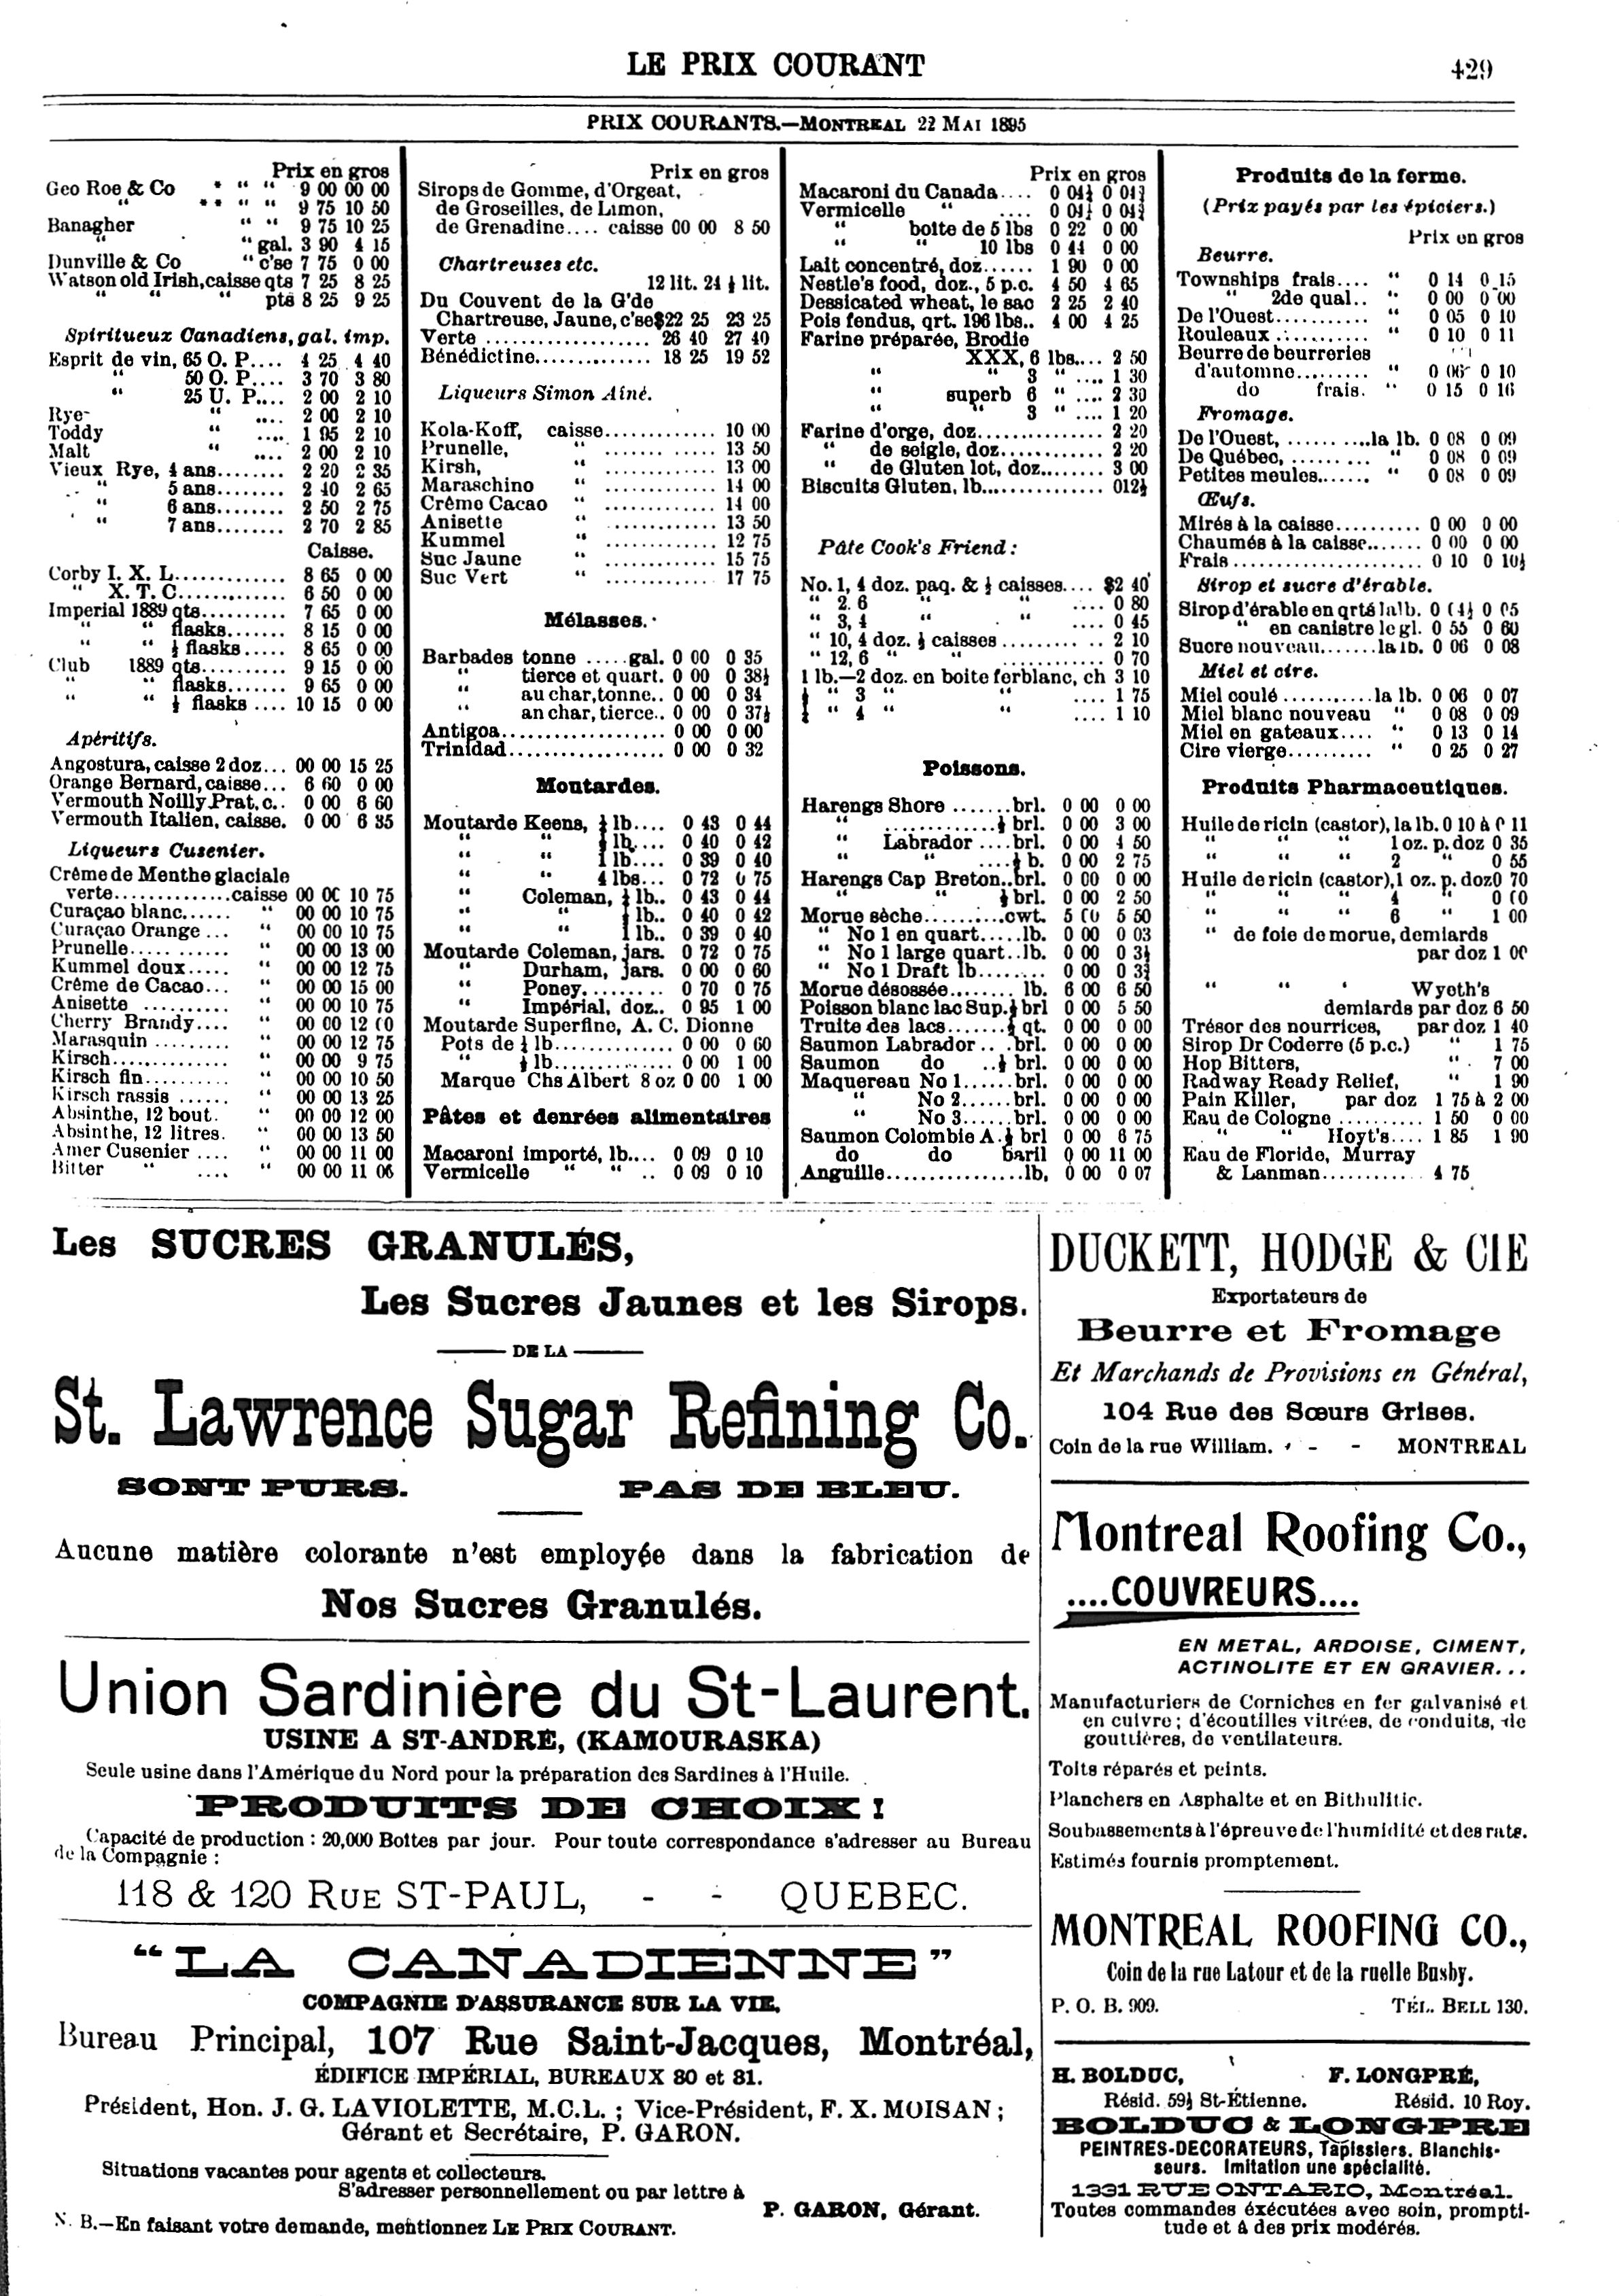 LE PRIX COURANT 429
PRIX COURANTS.—MONTREAL 22 MAI 1895
Prix en gros
Geo Roe & Co * “ “ 9 00 00 00
“ ** “ “ 9 75 10 50
Banagher “ “ 9 75 10 25
“ “ gal. 3 90 4 15
Dunville & Co “ c'se 7 75 0 00
Watson old Irish, caisse qts 7 25 8 25
“ “ “ pts 8 25 9 25
Spiritueux Canadiens, gal. imp.
Esprit de vin, 65 O. P.... 4 25 4 40
“ 50 O. P.... 3 70 3 80
“ 25 U. P.... 2 00 2 10
Rye “ .... 2 00 2 10
Toddy “ .... 1 95 2 10
Malt “ .... 2 00 2 10
Vieux Rye, 4 ans........ 2 20 2 35
“ 5 ans........ 2 40 2 65
“ 6 ans........ 2 50 2 75
“ 7 ans........ 2 70 2 85
Caisse.
Corby I. X. L............. 8 65 0 00
“ X. T. C............. 6 50 0 00
Imperial 1889 qts.......... 7 65 0 00
“ “ flasks....... 8 15 0 00
“ “ ½ flasks..... 8 65 0 00
Club 1889 qts.......... 9 15 0 00
“ “ flasks....... 9 65 0 00
“ “ ½ flasks .... 10 15 0 00
Apéritifs.
Angostura, caisse 2 doz... 00 00 15 25
Orange Bernard, caisse... 6 60 0 00
Vermouth Noilly Prat, c.. 0 00 6 60
Vermouth Italien, caisse. 0 00 6 35
Liqueurs Cusenier.
Crême de Menthe glaciale
verte...............caisse 00 00 10 75
Curaçao blanc...... “ 00 00 10 75
Curaçao Orange ... “ 00 00 10 75
Prunelle........... “ 00 00 13 00
Kummel doux..... “ 00 00 12 75
Crême de Cacao... “ 00 00 15 00
Anisette .......... “ 00 00 10 75
Cherry Brandy.... “ 00 00 12 00
Marasquin ........ “ 00 00 12 75
Kirsch............. “ 00 00 9 75
Kirsch fin.......... “ 00 00 10 50
Kirsch rassis ...... “ 00 00 13 25
Absinthe, 12 bout. “ 00 00 12 00
Absinthe, 12 litres. “ 00 00 13 50
Amer Cusenier .... “ 00 00 11 00
Bitter “ .... “ 00 00 11 06
Prix en gros
Sirops de Gomme, d'Orgeat,
de Groseilles, de Limon,
de Grenadine.... caisse 00 00 8 50
Chartreuses etc.
12 lit. 24 ½ lit.
Du Couvent de la G'de
Chartreuse, Jaune, c'se $22 25 23 25
Verte ..................... 26 40 27 40
Bénédictine............... 18 25 19 52
Liqueurs Simon Aîné.
Kola-Koff, caisse............. 10 00
Prunelle, “ ............. 13 50
Kirsh, “ ............. 13 00
Maraschino “ ............. 14 00
Crême Cacao “ ............. 14 00
Anisette “ ............. 13 50
Kummel “ ............. 12 75
Suc Jaune “ ............. 15 75
Suc Vert “ ............. 17 75
Mélasses.
Barbades tonne .....gal. 0 00 0 35
“ tierce et quart. 0 00 0 38½
“ au char, tonne.. 0 00 0 34
“ an char, tierce.. 0 00 0 37½
Antigoa................... 0 00 0 00
Trinidad.................. 0 00 0 32
Moutardes.
Moutarde Keens, ¼ lb.... 0 43 0 44
“ “ ½ lb.... 0 40 0 42
“ “ 1 lb.... 0 39 0 40
“ “ 4 lbs... 0 72 0 75
“ Coleman, ¼ lb.. 0 43 0 44
“ “ ½ lb.. 0 40 0 42
“ “ 1 lb.. 0 39 0 40
Moutarde Coleman, jars. 0 72 0 75
“ Durham, jars. 0 00 0 60
“ Poney......... 0 70 0 75
“ Impérial, doz.. 0 95 1 00
Moutarde Superfine, A. C. Dionne
Pots de ¼ lb.............. 0 00 0 60
“ ½ lb.............. 0 00 1 00
Marque Chs Albert 8 oz 0 00 1 00
Pâtes et denrées alimentaires
Macaroni importé, lb.... 0 09 0 10
Vermicelle “ “ .. 0 09 0 10
Prix en gros
Macaroni du Canada.... 0 04¼ 0 04¾
Vermicelle “ .... 0 04¼ 0 04¾
“ boite de 5 lbs 0 22 0 00
“ “ 10 lbs 0 44 0 00
Lait concentré, doz...... 1 90 0 00
Nestle's food, doz., 5 p.c. 4 50 4 65
Dessicated wheat, le sac 2 25 2 40
Pois fendus, qrt. 196 lbs.. 4 00 4 25
Farine préparée, Brodie
XXX, 6 lbs.... 2 50
“ “ 3 “ .... 1 30
“ superb 6 “ .... 2 30
“ “ 3 “ .... 1 20
Farine d'orge, doz............... 2 20
“ de seigle, doz............. 2 20
“ de Gluten lot, doz........ 3 00
Biscuits Gluten, lb.............. 012½
Pâte Cook's Friend :
No. 1, 4 doz. paq. & ½ caisses.... $2 40
“ 2. 6 “ “ .... 0 80
“ 3, 4 “ “ .... 0 45
“ 10, 4 doz. ½ caisses ............ 2 10
“ 12, 6 “ “ ............ 0 70
1 lb.—2 doz. en boite ferblanc, ch 3 10
½ “ 3 “ “ .... 1 75
¼ “ 4 “ “ .... 1 10
Poissons.
Harengs Shore .......brl. 0 00 0 00
“ .............½ brl. 0 00 3 00
“ Labrador ....brl. 0 00 4 50
“ “ ....½ b. 0 00 2 75
Harengs Cap Breton..brl. 0 00 0 00
“ “ ½ brl. 0 00 2 50
Morue sèche..........cwt. 5 00 5 50
“ No 1 en quart.....lb. 0 00 0 03
“ No 1 large quart..lb. 0 00 0 3½
“ No 1 Draft lb........ 0 00 0 3¾
Morue désossée........ lb. 6 00 6 50
Poisson blanc lac Sup. ½ brl 0 00 5 50
Truite des lacs.......½ qt. 0 00 0 00
Saumon Labrador .. .brl. 0 00 0 00
Saumon do ..½ brl. 0 00 0 00
Maquereau No 1......brl. 0 00 0 00
“ No 2......brl. 0 00 0 00
“ No 3......brl. 0 00 0 00
Saumon Colombie A. ½ brl 0 00 6 75
do do baril 0 00 11 00
Anguille................lb. 0 00 0 07
Produits de la ferme.
(Prix payés par les épiciers.)
Prix en gros
Beurre.
Townships frais.... “ 0 14 0 15
“ 2de qual.. “ 0 00 0 00
De l'Ouest........... “ 0 05 0 10
Rouleaux ........... “ 0 10 0 11
Beurre de beurreries
d'automne......... “ 0 06 0 10
do frais. “ 0 15 0 16
Fromage.
De l'Ouest, ..........la lb. 0 08 0 09
De Québec, .......... “ 0 08 0 09
Petites meules....... “ 0 08 0 09
Œufs.
Mirés à la caisse.......... 0 00 0 00
Chaumés à la caisse....... 0 00 0 00
Frais ..................... 0 10 0 10½
Sirop et sucre d'érable.
Sirop d'érable en qrts la lb. 0 04½ 0 05
“ en canistre le gl. 0 55 0 60
Sucre nouveau.......la lb. 0 06 0 08
Miel et cire.
Miel coulé ...........la lb. 0 06 0 07
Miel blanc nouveau “ 0 08 0 09
Miel en gateaux.... “ 0 13 0 14
Cire vierge.......... “ 0 25 0 27
Produits Pharmaceutiques.
Huile de ricin (castor), la lb. 0 10 à 0 11
“ “ “ 1 oz. p. doz 0 35
“ “ “ 2 “ 0 55
Huile de ricin (castor), 1 oz. p. doz 0 70
“ “ “ 4 “
“ “ “ 6 “ 1 00
“ de foie de morue, demiards
par doz 1 00
“ “ “ Wyeth's
demiards par doz 6 50
Trésor des nourrices, par doz 1 40
Sirop Dr Coderre (5 p.c.) “ 1 75
Hop Bitters, “ 7 00
Radway Ready Relief, “ 1 90
Pain Killer, par doz 1 75 à 2 00
Eau de Cologne .......... 1 50 0 00
“ “ Hoyt's.... 1 85 1 90
Eau de Floride, Murray
& Lanman........... 4 75
Les SUCRES GRANULÉS,
Les Sucres Jaunes et les Sirops.
DE LA
St. Lawrence Sugar Refining Co.
SONT PURS. PAS DE BLEU.
Aucune matière colorante n'est employée dans la fabrication de
Nos Sucres Granulés.
Union Sardinière du St-Laurent.
USINE A ST-ANDRÉ, (KAMOURASKA)
Seule usine dans l'Amérique du Nord pour la préparation des Sardines à l'Huile.
PRODUITS DE CHOIX !
Capacité de production : 20,000 Boîtes par jour. Pour toute correspondance s'adresser au Bureau
de la Compagnie :
118 & 120 RUE ST-PAUL, - - QUEBEC.
“LA CANADIENNE”
COMPAGNIE D'ASSURANCE SUR LA VIE.
Bureau Principal, 107 Rue Saint-Jacques, Montréal,
ÉDIFICE IMPÉRIAL, BUREAUX 80 et 81.
Président, Hon. J. G. LAVIOLETTE, M.C.L. ; Vice-Président, F. X. MOISAN ;
Gérant et Secrétaire, P. GARON.
Situations vacantes pour agents et collecteurs.
S'adresser personnellement ou par lettre à
P. GARON, Gérant.
N. B.—En faisant votre demande, mentionnez LE PRIX COURANT.
DUCKETT, HODGE & CIE
Exportateurs de
Beurre et Fromage
Et Marchands de Provisions en Général,
104 Rue des Sœurs Grises.
Coin de la rue William. - - MONTREAL
Montreal Roofing Co.,
....COUVREURS....
EN METAL, ARDOISE, CIMENT,
ACTINOLITE ET EN GRAVIER...
Manufacturiers de Corniches en fer galvanisé et
en cuivre ; d'écoutilles vitrées, de conduits, de
gouttières, de ventilateurs.
Toits réparés et peints.
Planchers en Asphalte et en Bithulitic.
Soubassements à l'épreuve de l'humidité et des rats.
Estimés fournis promptement.
MONTREAL ROOFING CO.,
Coin de la rue Latour et de la ruelle Busby.
P. O. B. 909. TÉL. BELL 130.
H. BOLDUC, F. LONGPRÉ,
Résid. 59½ St-Étienne. Résid. 10 Roy.
BOLDUC & LONGPRE
PEINTRES-DECORATEURS, Tapissiers, Blanchis-
seurs. Imitation une spécialité.
1331 RUE ONTARIO, Montréal.
Toutes commandes éxécutées avec soin, prompti-
tude et à des prix modérés.